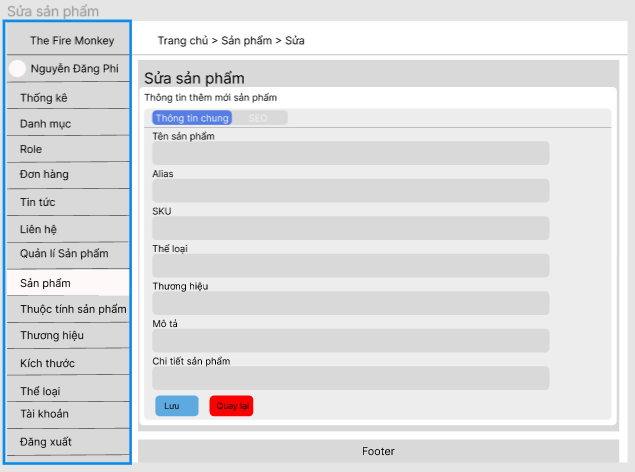 Sửa sản phẩm
The Fire Monkey
Nguyễn Đăng Phi
Thống kê
Danh mục
Role
Đơn hàng
Tin tức
Liên hệ
Quản lí Sản phẩm
Sản phẩm
Thuộc tính sản phẩm
Thương hiệu
Kích thước
Thể loại
Tài khoản
Đăng xuất
Trang chủ > Sản phẩm > Sửa
Sửa sản phẩm
Thông tin thêm mới sản phẩm
Thông tin chung SEO
Tên sản phẩm
Alias
SKU
Thể loại
Thương hiệu
Mô tả
Chi tiết sản phẩm
Lưu Quay lại
Footer